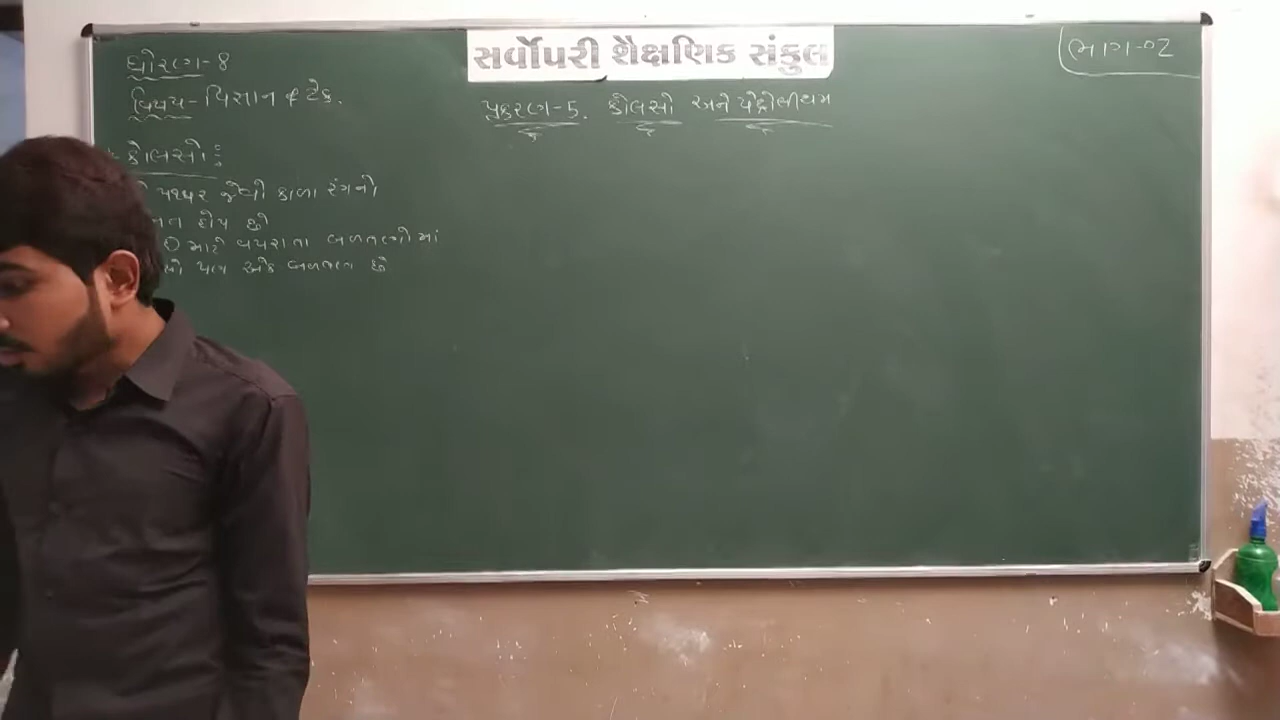 સર્વોપરી શૈક્ષણિક સંકુલ
ભાગ-02
ધોરણ-8
વિષય-વિજ્ઞાન & ટેક.
પ્રકરણ-5. કોલસો અને પેટ્રોલીયમ
કોલસો :
પથ્થર જેવો કાળા રંગનો
હોય છે
માટે વપરાતા બળતણોમાં
પણ એક બળતણ છે